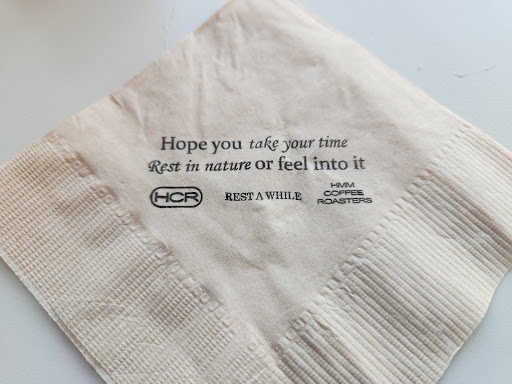 Hope you take your time
Rest in nature or feel into it
HCR REST A WHILE HMM COFFEE ROASTERS